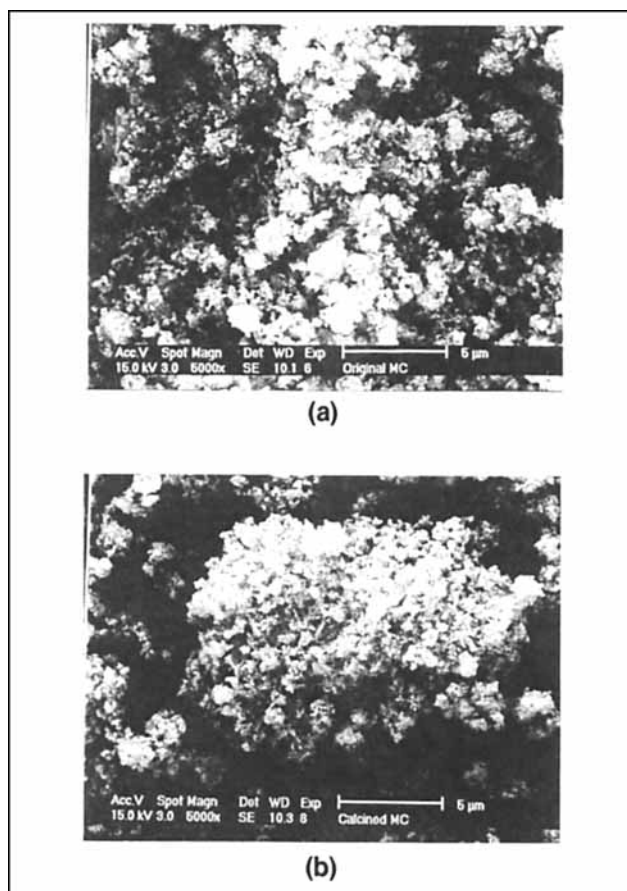 Acc.V Spot Magn Det WD Exp 5 µm
15.0 kV 3.0 5000x SE 10.1 6 Original MC
(a)
Acc.V Spot Magn Det WD Exp 5 µm
15.0 kV 3.0 5000x SE 10.3 8 Calcined MC
(b)